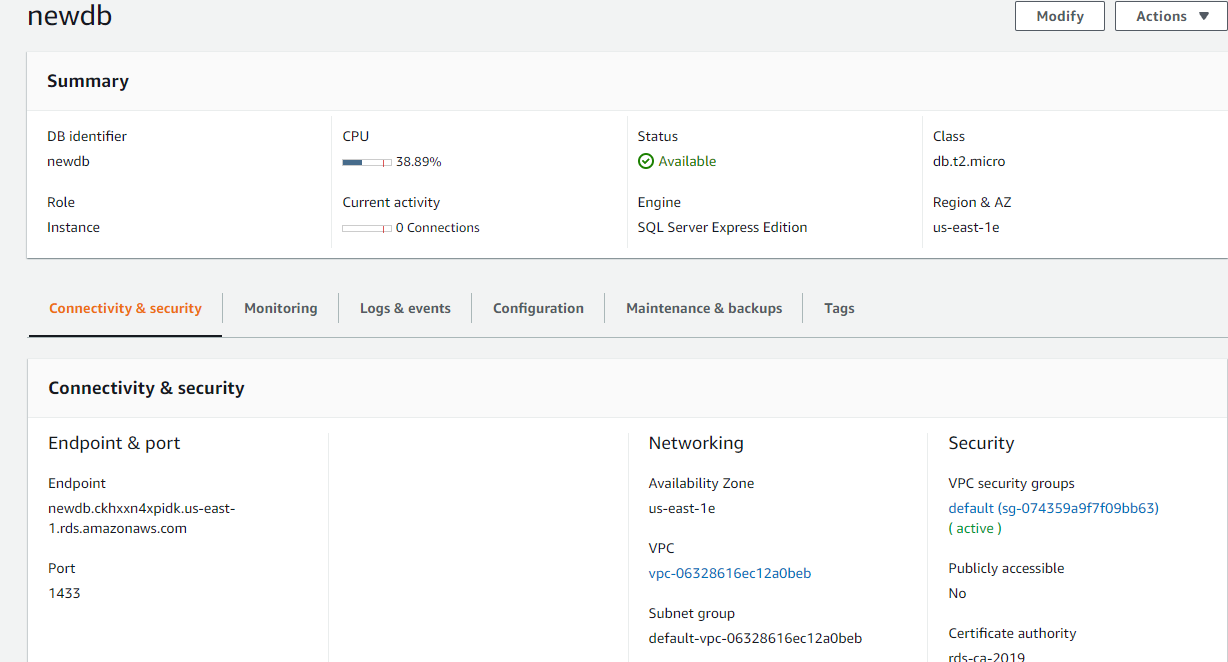 newdb
Modify
Actions
Summary
DB identifier
newdb
CPU
38.89%
Status
Available
Class
db.t2.micro
Role
Instance
Current activity
0 Connections
Engine
SQL Server Express Edition
Region & AZ
us-east-1e
Connectivity & security
Monitoring
Logs & events
Configuration
Maintenance & backups
Tags
Connectivity & security
Endpoint & port
Endpoint
newdb.ckhxxn4xpidk.us-east-
1.rds.amazonaws.com
Port
1433
Networking
Availability Zone
us-east-1e
VPC
vpc-06328616ec12a0beb
Subnet group
default-vpc-06328616ec12a0beb
Security
VPC security groups
default (sg-074359a9f7f09bb63)
( active )
Publicly accessible
No
Certificate authority
rds-ca-2019